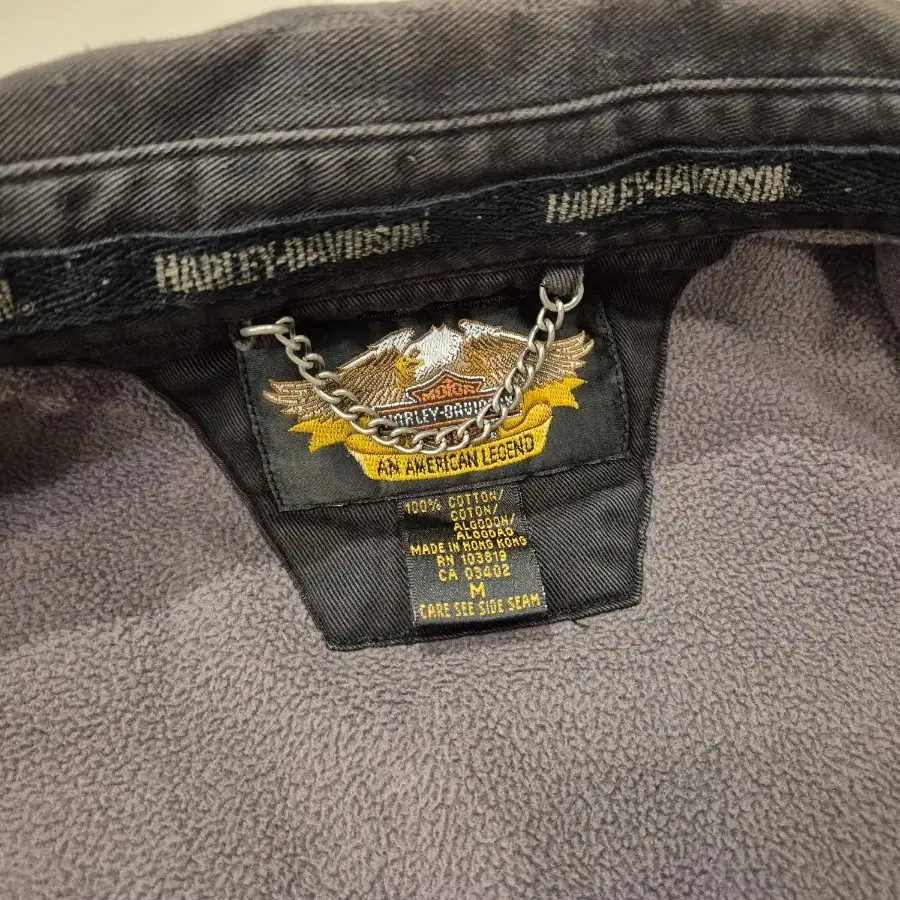 HARLEY-DAVIDSON®
HARLEY-DAVIDSON
MOTOR
HARLEY-DAVIDSON
AN AMERICAN LEGEND
100% COTTON/
COTON/
ALGODON/
ALGODAO
MADE IN HONG KONG
RN 103819
CA 03402
M
CARE SEE SIDE SEAM